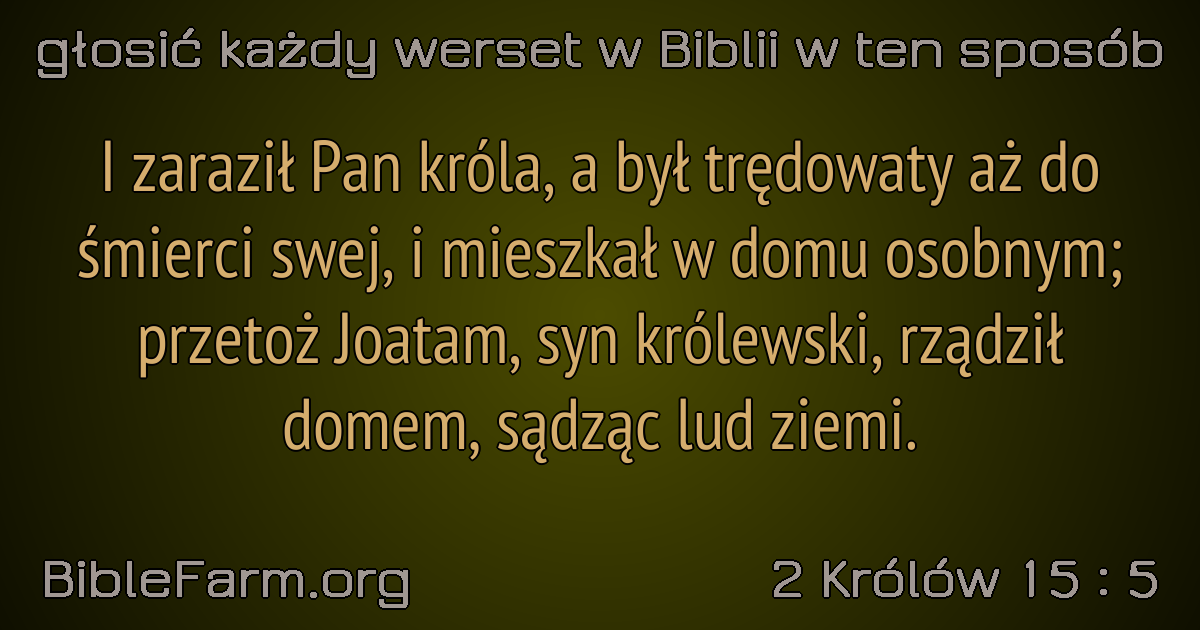 głosić każdy werset w Biblii w ten sposób
I zaraził Pan króla, a był trędowaty aż do
śmierci swej, i mieszkał w domu osobnym;
przetoż Joatam, syn królewski, rządził
domem, sądząc lud ziemi.
BibleFarm.org
2 Królów 15 : 5